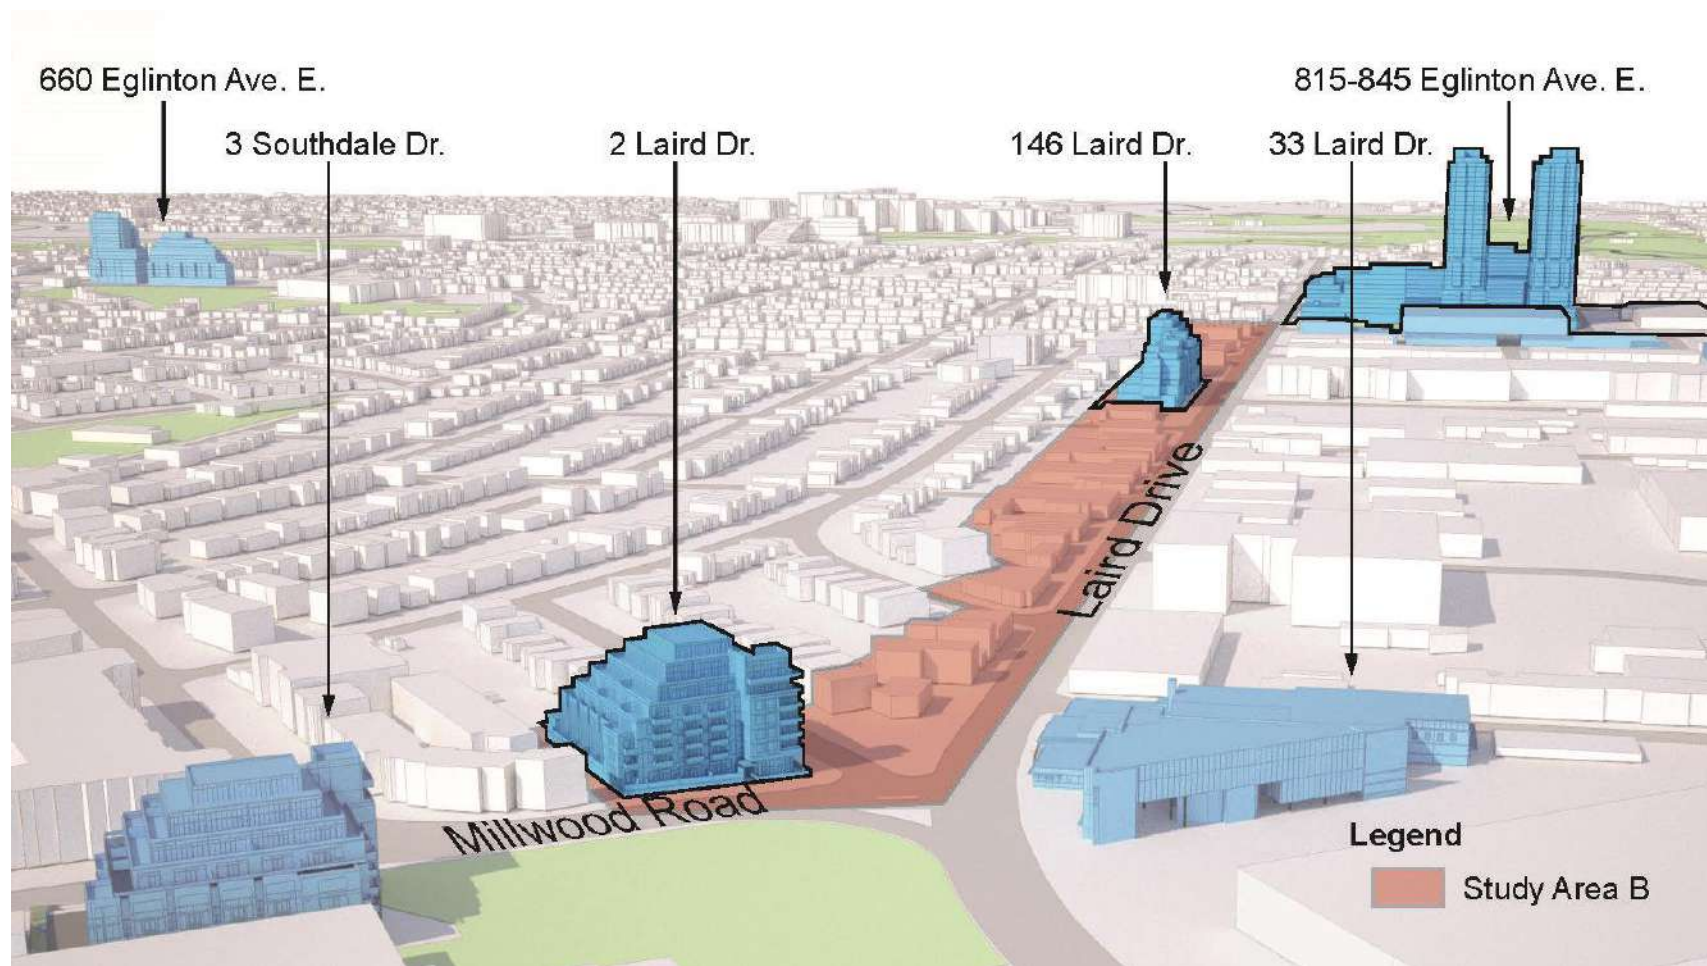 660 Eglinton Ave. E.
815-845 Eglinton Ave. E.
3 Southdale Dr.
2 Laird Dr.
146 Laird Dr.
33 Laird Dr.
Laird Drive
Millwood Road
Legend
Study Area B